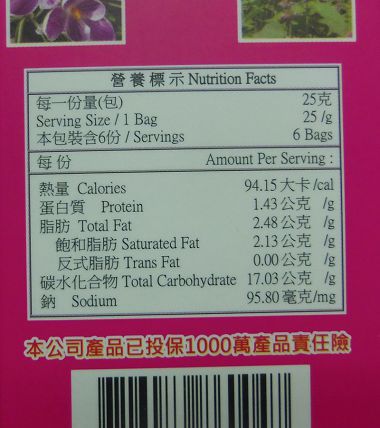 營養標示 Nutrition Facts
每一份量(包) 25克
Serving Size / 1 Bag 25 /g
本包裝含6份 / Servings 6 Bags
每份 Amount Per Serving :
熱量 Calories 94.15 大卡 /cal
蛋白質 Protein 1.43 公克 /g
脂肪 Total Fat 2.48 公克 /g
飽和脂肪 Saturated Fat 2.13 公克 /g
反式脂肪 Trans Fat 0.00 公克 /g
碳水化合物 Total Carbohydrate 17.03 公克 /g
鈉 Sodium 95.80 毫克/mg
本公司產品已投保1000萬產品責任險